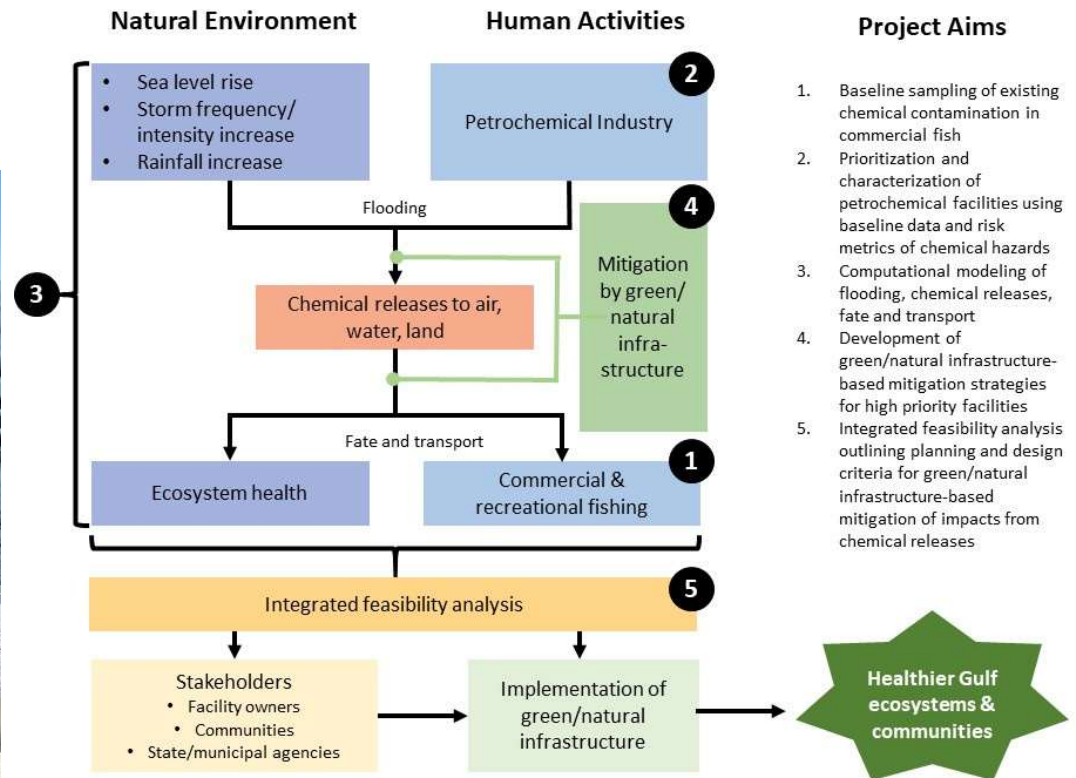 Natural Environment
Human Activities
Project Aims
• Sea level rise
• Storm frequency/
intensity increase
• Rainfall increase
2
Petrochemical Industry
Flooding
4
Mitigation
by green/
natural
infra-
structure
3
Chemical releases to air,
water, land
Fate and transport
Ecosystem health
1
Commercial &
recreational fishing
5
Integrated feasibility analysis
Stakeholders
• Facility owners
• Communities
• State/municipal agencies
Implementation of
green/natural
infrastructure
1. Baseline sampling of existing
chemical contamination in
commercial fish
2. Prioritization and
characterization of
petrochemical facilities using
baseline data and risk
metrics of chemical hazards
3. Computational modeling of
flooding, chemical releases,
fate and transport
4. Development of
green/natural infrastructure-
based mitigation strategies
for high priority facilities
5. Integrated feasibility analysis
outlining planning and design
criteria for green/natural
infrastructure-based
mitigation of impacts from
chemical releases
Healthier Gulf
ecosystems &
communities